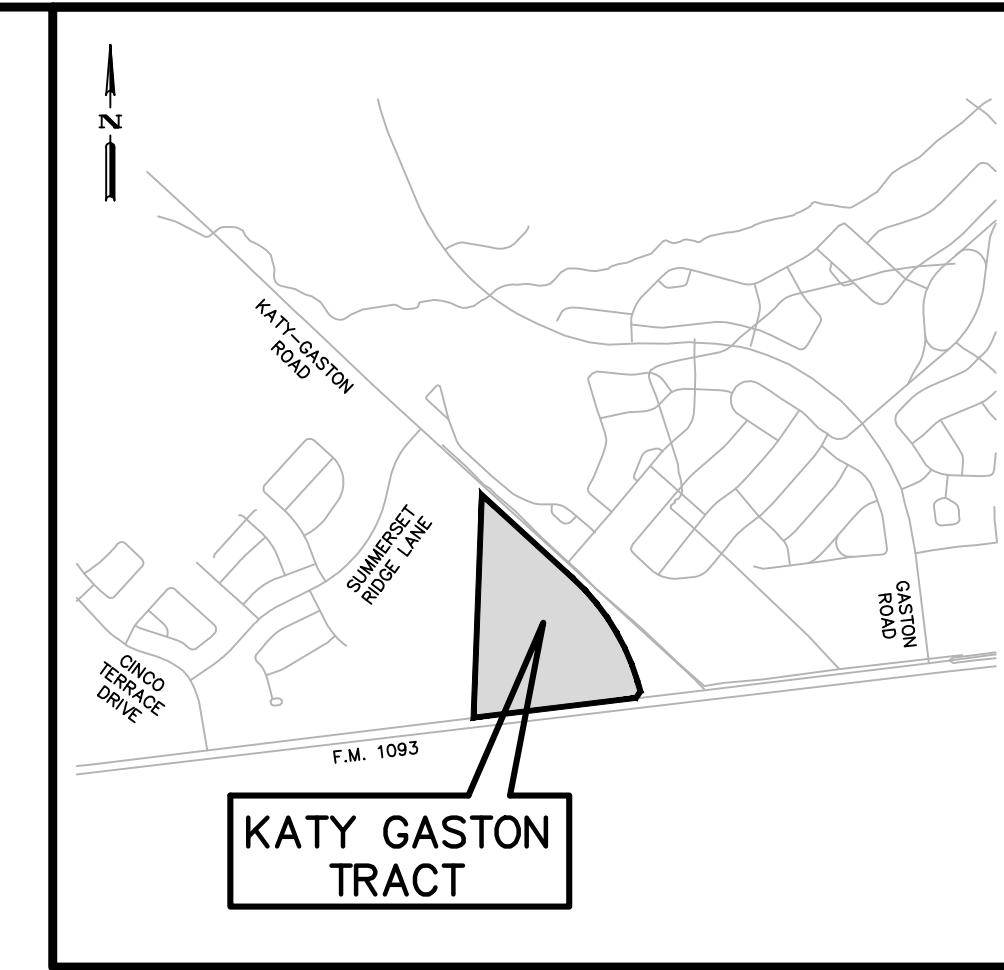 N
KATY-GASTON
ROAD
SUMMERSET
RIDGE LANE
GASTON
ROAD
CINCO
TERRACE
DRIVE
F.M. 1093
KATY GASTON
TRACT